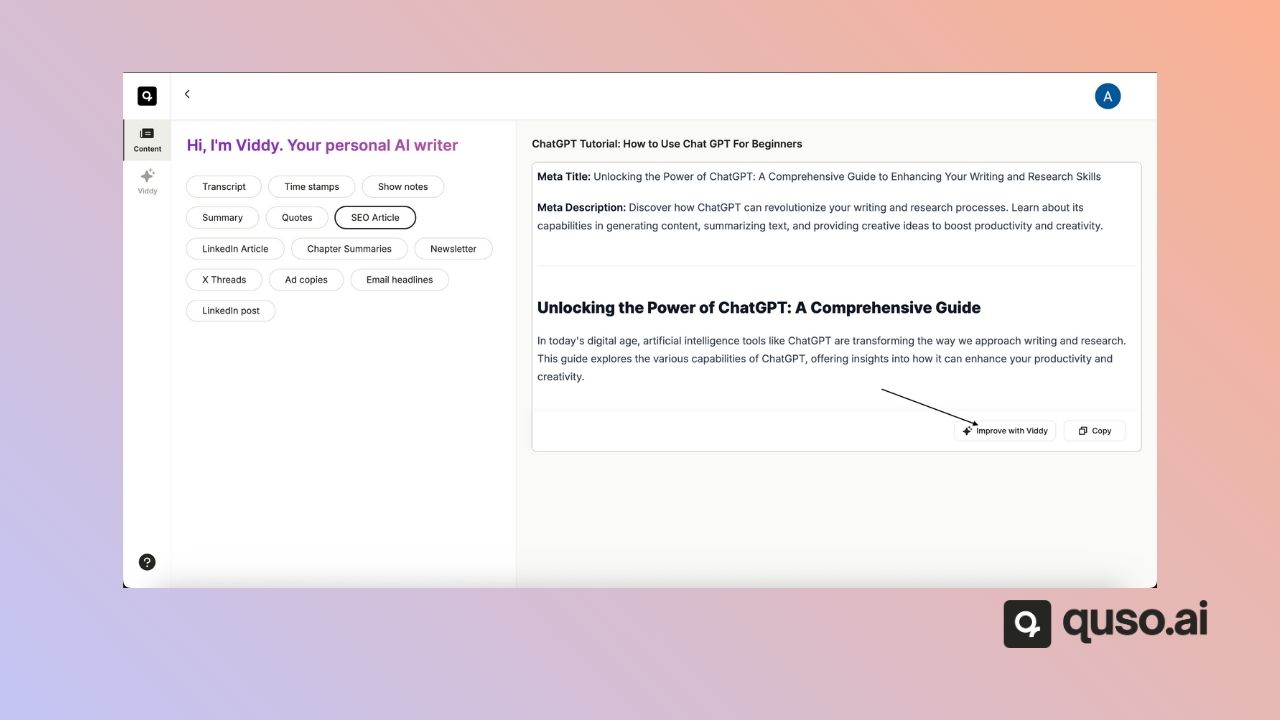 A
Content
Viddy
Hi, I'm Viddy. Your personal AI writer
Transcript
Time stamps
Show notes
Summary
Quotes
SEO Article
LinkedIn Article
Chapter Summaries
Newsletter
X Threads
Ad copies
Email headlines
LinkedIn post
?
ChatGPT Tutorial: How to Use Chat GPT For Beginners
Meta Title: Unlocking the Power of ChatGPT: A Comprehensive Guide to Enhancing Your Writing and Research Skills
Meta Description: Discover how ChatGPT can revolutionize your writing and research processes. Learn about its
capabilities in generating content, summarizing text, and providing creative ideas to boost productivity and creativity.
Unlocking the Power of ChatGPT: A Comprehensive Guide
In today's digital age, artificial intelligence tools like ChatGPT are transforming the way we approach writing and research.
This guide explores the various capabilities of ChatGPT, offering insights into how it can enhance your productivity and
creativity.
Improve with Viddy
Copy
quso.ai